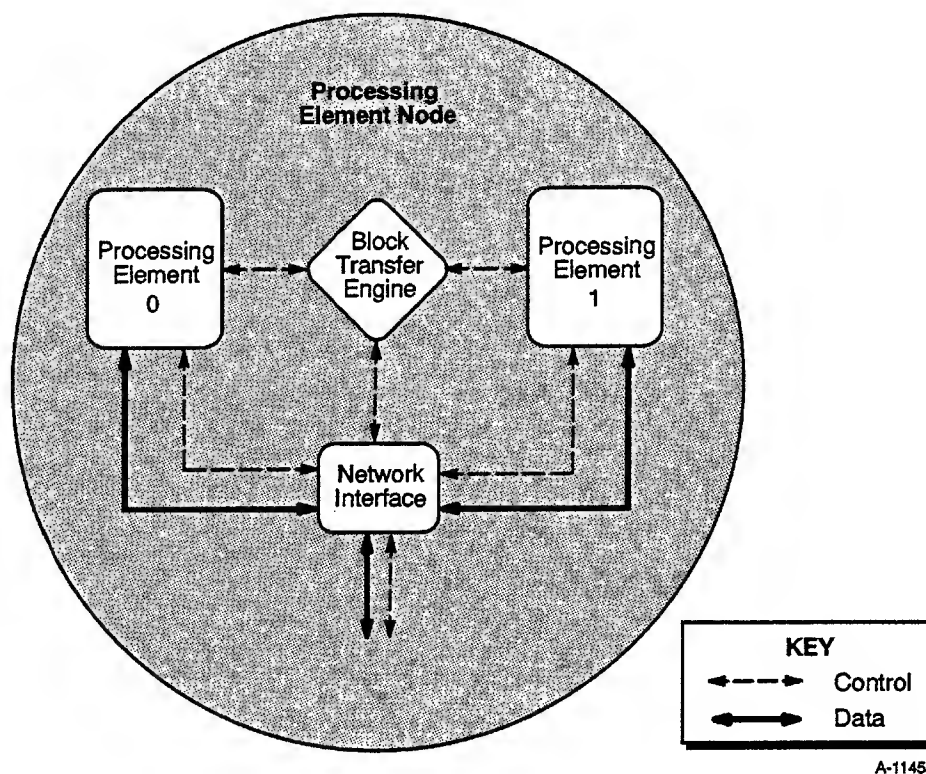 Processing
Element Node
Processing
Element
0
Block
Transfer
Engine
Processing
Element
1
Network
Interface
KEY
Control
Data
A-1145